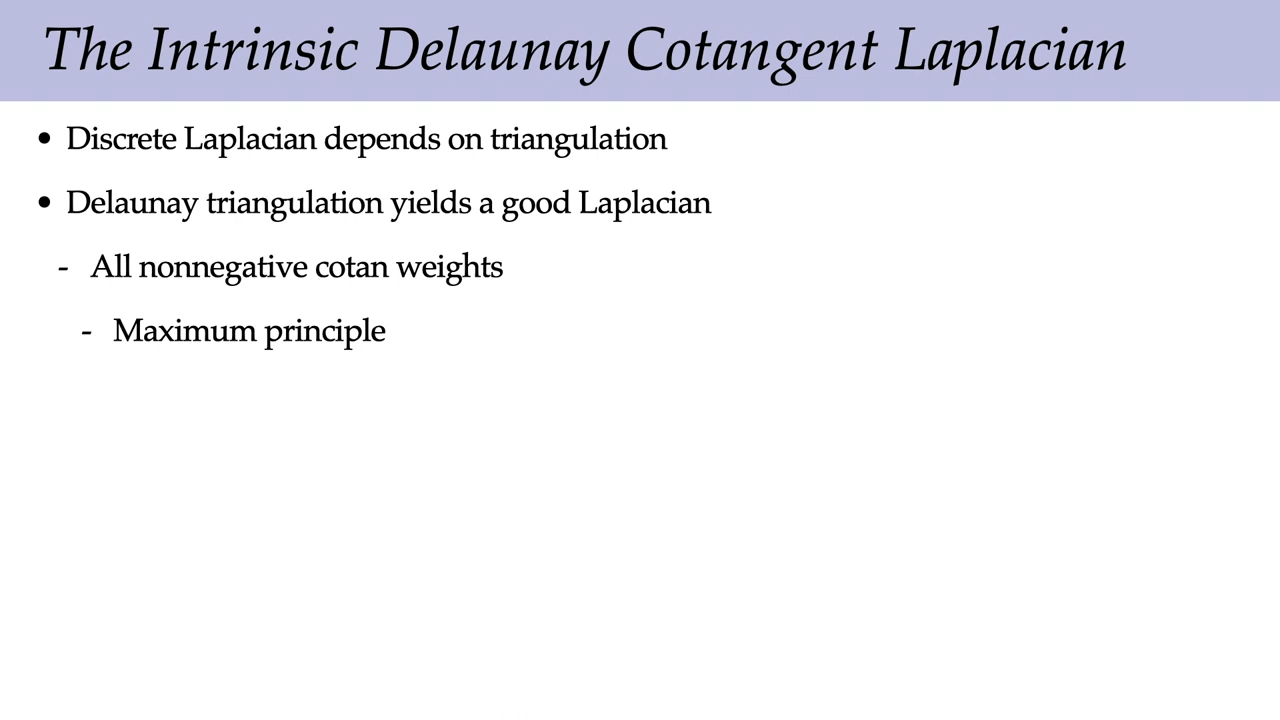 The Intrinsic Delaunay Cotangent Laplacian
• Discrete Laplacian depends on triangulation
• Delaunay triangulation yields a good Laplacian
- All nonnegative cotan weights
- Maximum principle